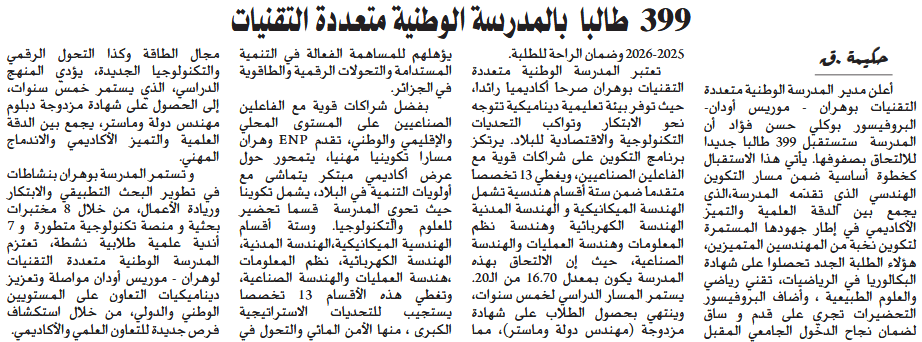 399 طالبا بالمدرسة الوطنية متعددة التقنيات
حكيمة .ق
أعلن مدير المدرسة الوطنية متعددة
التقنيات بوهران - موريس أودان-
البروفيسور بوكلي حسن فؤاد أن
المدرسة ستستقبل 399 طالبا جديدا
للالتحاق بصفوفها. يأتي هذا الاستقبال
كخطوة أساسية ضمن مسار التكوين
الهندسي الذي تقدمه المدرسة،الذي
يجمع بين الدقة العلمية والتميز
الأكاديمي في إطار جهودها المستمرة
لتكوين نخبة من المهندسين المتميزين،
هؤلاء الطلبة الجدد تحصلوا على شهادة
البكالوريا في الرياضيات، تقني رياضي
والعلوم الطبيعية ، وأضاف البروفيسور
التحضيرات تجري على قدم و ساق
لضمان نجاح الدخول الجامعي المقبل
2025-2026 وضمان الراحة للطلبة.
تعتبر المدرسة الوطنية متعددة
التقنيات بوهران صرحا أكاديميا رائدا،
حيث توفر بيئة تعليمية ديناميكية تتوجه
نحو الابتكار وتواكب التحديات
التكنولوجية والاقتصادية للبلاد. يرتكز
برنامج التكوين على شراكات قوية مع
الفاعلين الصناعيين، ويغطي 13 تخصصا
متقدما ضمن ستة أقسام هندسية تشمل
الهندسة الميكانيكية و الهندسة المدنية
الهندسة الكهربائية وهندسة نظم
المعلومات وهندسة العمليات والهندسة
الصناعية، حيث إن الالتحاق بهذه
المدرسة يكون بمعدل 16.70 من الـ20.
يستمر المسار الدراسي لخمس سنوات،
وينتهي بحصول الطلاب على شهادة
مزدوجة (مهندس دولة وماستر)، مما
يؤهلهم للمساهمة الفعالة في التنمية
المستدامة والتحولات الرقمية والطاقوية
في الجزائر.
بفضل شراكات قوية مع الفاعلين
الصناعيين على المستوى المحلي
والإقليمي والوطني، تقدم ENP وهران
مسارا تكوينيا مهنيا، يتمحور حول
عرض أكاديمي مبتكر يتماشى مع
أولويات التنمية في البلاد، يشمل تكوينا
حيث تحوي المدرسة قسما تحضير
للعلوم والتكنولوجيا. وستة أقسام
الهندسية الميكانيكية،الهندسة المدنية،
الهندسة الكهربائية، نظم المعلومات
،هندسة العمليات والهندسة الصناعية،
وتغطي هذه الأقسام 13 تخصصا
يستجيب للتحديات الاستراتيجية
الكبرى ، منها الأمن المائي والتحول في
مجال الطاقة وكذا التحول الرقمي
والتكنولوجيا الجديدة، يؤدي المنهج
الدراسي، الذي يستمر خمس سنوات،
إلى الحصول على شهادة مزدوجة دبلوم
مهندس دولة وماستر، يجمع بين الدقة
العلمية والتميز الأكاديمي والاندماج
المهني.
و تستمر المدرسة بوهران بنشاطات
في تطوير البحث التطبيقي والابتكار
وريادة الأعمال، من خلال 8 مختبرات
بحثية و منصة تكنولوجية متطورة و 7
أندية علمية طلابية نشطة، تعتزم
المدرسة الوطنية متعددة التقنيات
لوهران - موريس أودان مواصلة وتعزيز
ديناميكيات التعاون على المستويين
الوطني والدولي، من خلال استكشاف
فرص جديدة للتعاون العلمي والأكاديمي.